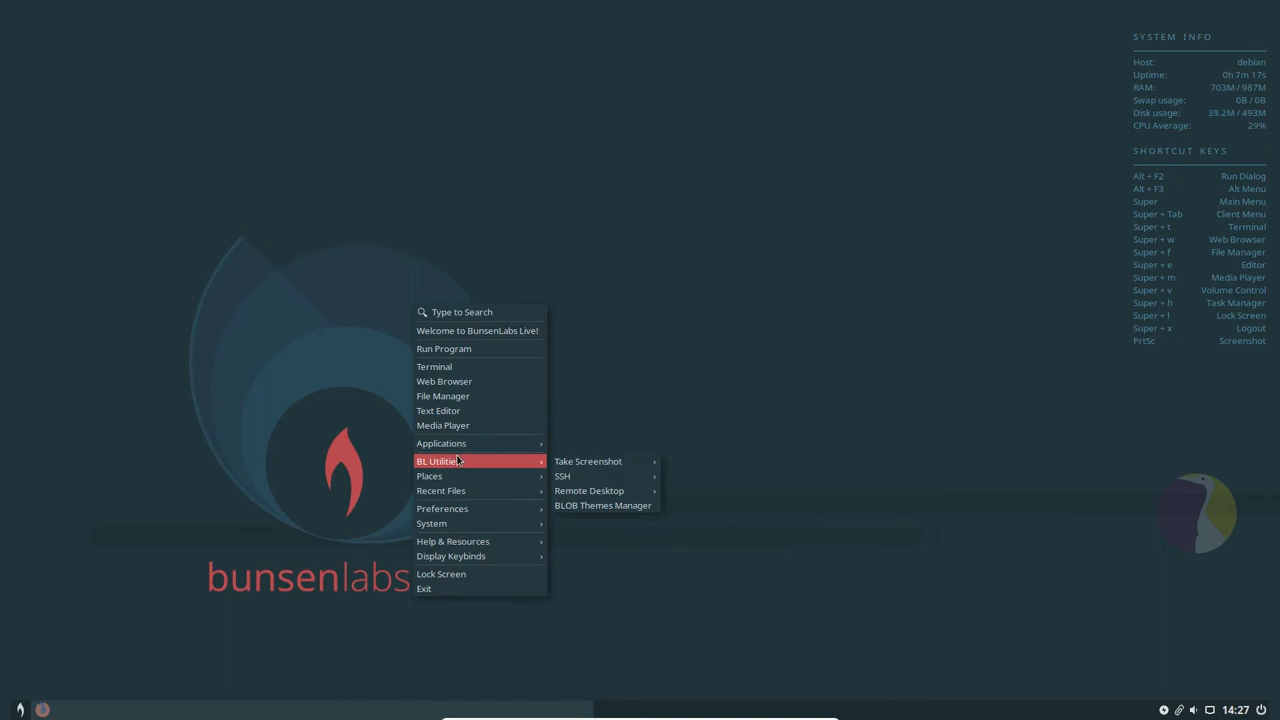 SYSTEM INFO
Host: debian
Uptime: 0h 7m 17s
RAM: 703M / 987M
Swap usage: 0B / 0B
Disk usage: 39.2M / 493M
CPU Average: 29%
SHORTCUT KEYS
Alt + F2 Run Dialog
Alt + F3 Alt Menu
Super Main Menu
Super + Tab Client Menu
Super + t Terminal
Super + w Web Browser
Super + f File Manager
Super + e Editor
Super + m Media Player
Super + v Volume Control
Super + h Task Manager
Super + l Lock Screen
Super + x Logout
PrtSc Screenshot
Type to Search
Welcome to BunsenLabs Live!
Run Program
Terminal
Web Browser
File Manager
Text Editor
Media Player
Applications
BL Utilities
Places
Recent Files
Preferences
System
Help & Resources
Display Keybinds
Lock Screen
Exit
Take Screenshot
SSH
Remote Desktop
BLOB Themes Manager
bunsenlabs
14:27